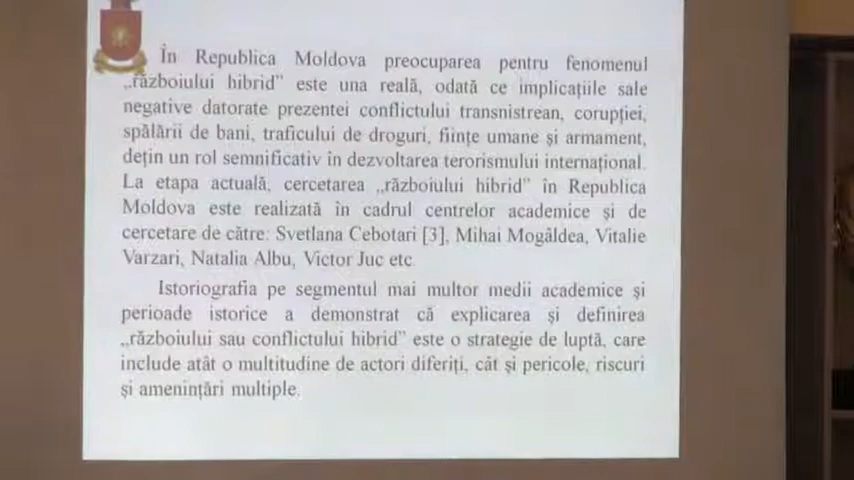 În Republica Moldova preocuparea pentru fenomenul
„războiului hibrid” este una reală, odată ce implicațiile sale
negative datorate prezentei conflictului transnistrean, corupției,
spălării de bani, traficului de droguri, ființe umane și armament,
dețin un rol semnificativ în dezvoltarea terorismului internațional.
La etapa actuală, cercetarea „războiului hibrid” în Republica
Moldova este realizată în cadrul centrelor academice și de
cercetare de către: Svetlana Cebotari [3], Mihai Mogâldea, Vitalie
Varzari, Natalia Albu, Victor Juc etc.
Istoriografia pe segmentul mai multor medii academice și
perioade istorice a demonstrat că explicarea și definirea
„războiului sau conflictului hibrid” este o strategie de luptă, care
include atât o multitudine de actori diferiți, cât și pericole, riscuri
și amenințări multiple.